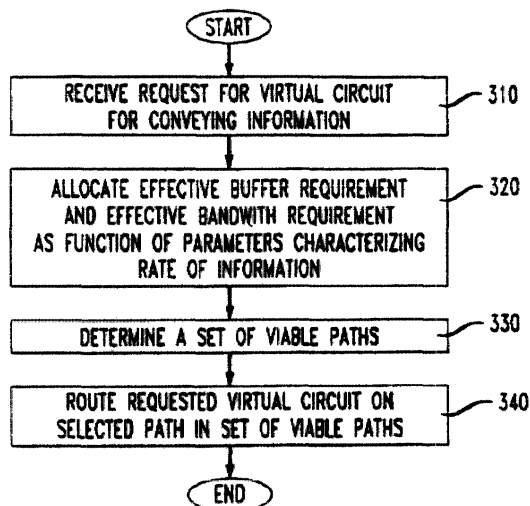 START
RECEIVE REQUEST FOR VIRTUAL CIRCUIT
FOR CONVEYING INFORMATION
310
ALLOCATE EFFECTIVE BUFFER REQUIREMENT
AND EFFECTIVE BANDWITH REQUIREMENT
AS FUNCTION OF PARAMETERS CHARACTERIZING
RATE OF INFORMATION
320
DETERMINE A SET OF VIABLE PATHS
330
ROUTE REQUESTED VIRTUAL CIRCUIT ON
SELECTED PATH IN SET OF VIABLE PATHS
340
END